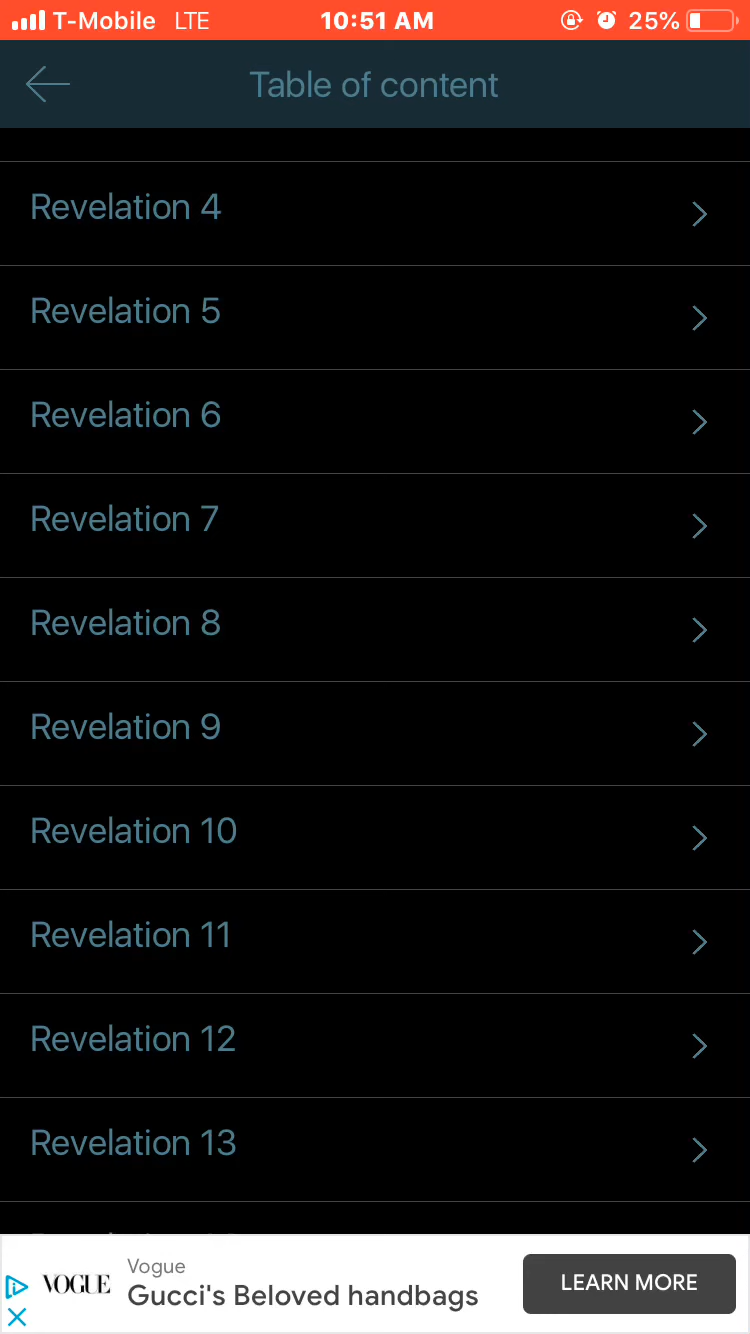 T-Mobile LTE 10:51 AM 25%
Table of content
Revelation 4
Revelation 5
Revelation 6
Revelation 7
Revelation 8
Revelation 9
Revelation 10
Revelation 11
Revelation 12
Revelation 13
VOGUE
Vogue
Gucci's Beloved handbags
LEARN MORE